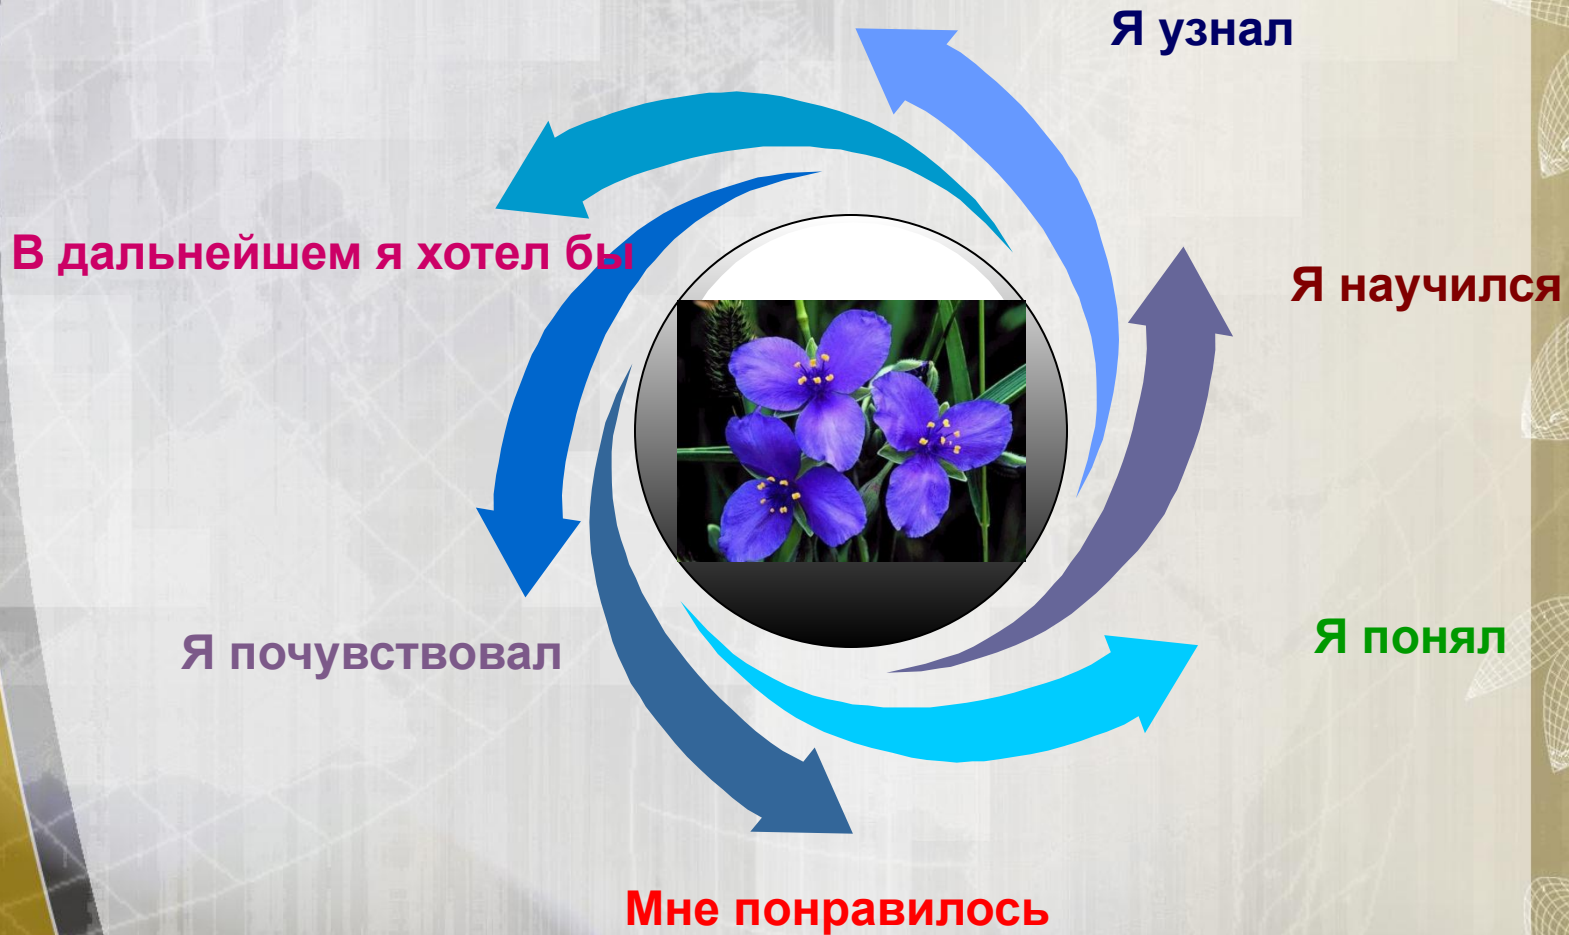 Я узнал
В дальнейшем я хотел бы
Я научился
Я понял
Я почувствовал
Мне понравилось